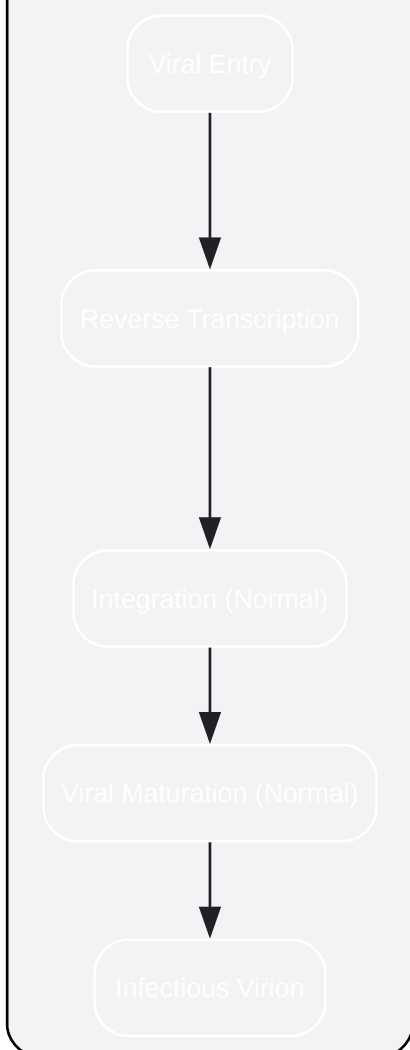 Viral Entry
Reverse Transcription
Integration (Normal)
Viral Maturation (Normal)
Infectious Virion